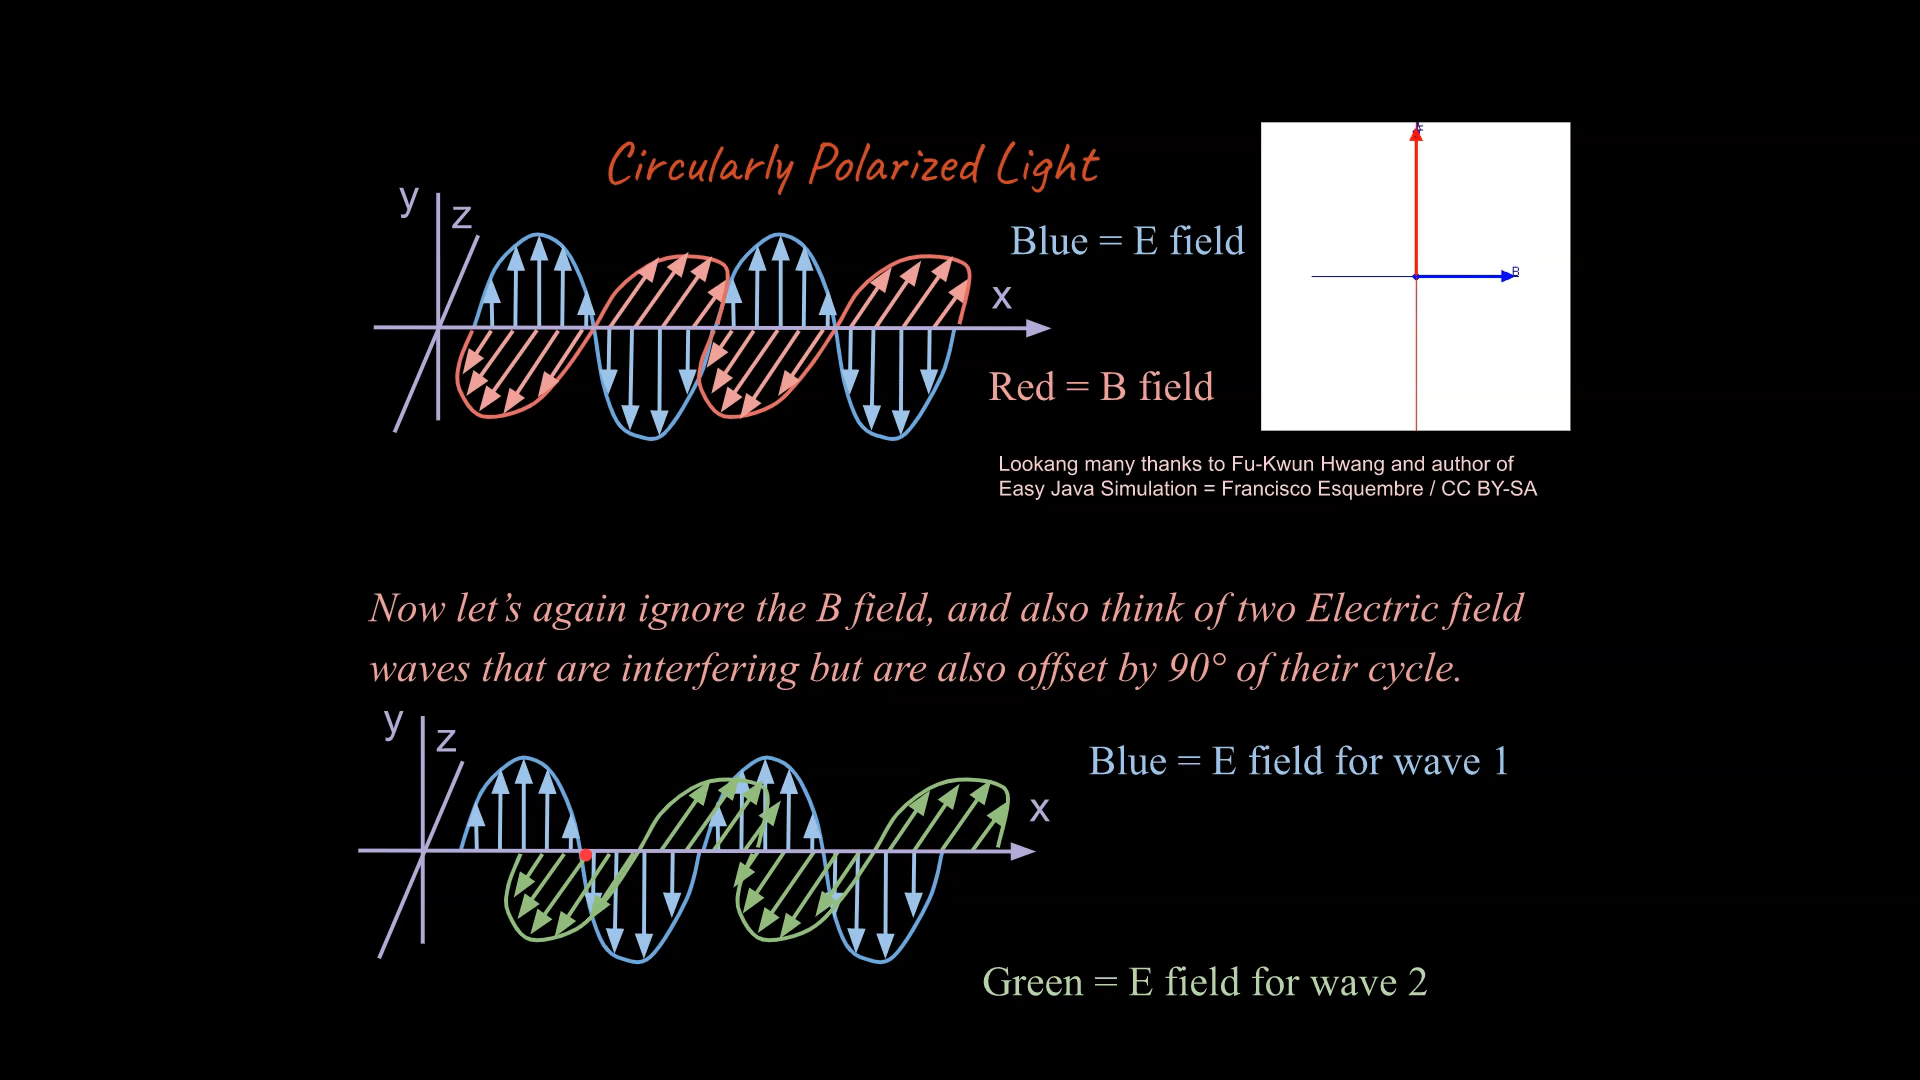 Circularly Polarized Light
y
z
Blue = E field
x
B
Red = B field
Lookang many thanks to Fu-Kwun Hwang and author of
Easy Java Simulation = Francisco Esquembre / CC BY-SA
Now let’s again ignore the B field, and also think of two Electric field
waves that are interfering but are also offset by 90° of their cycle.
y
z
Blue = E field for wave 1
x
Green = E field for wave 2